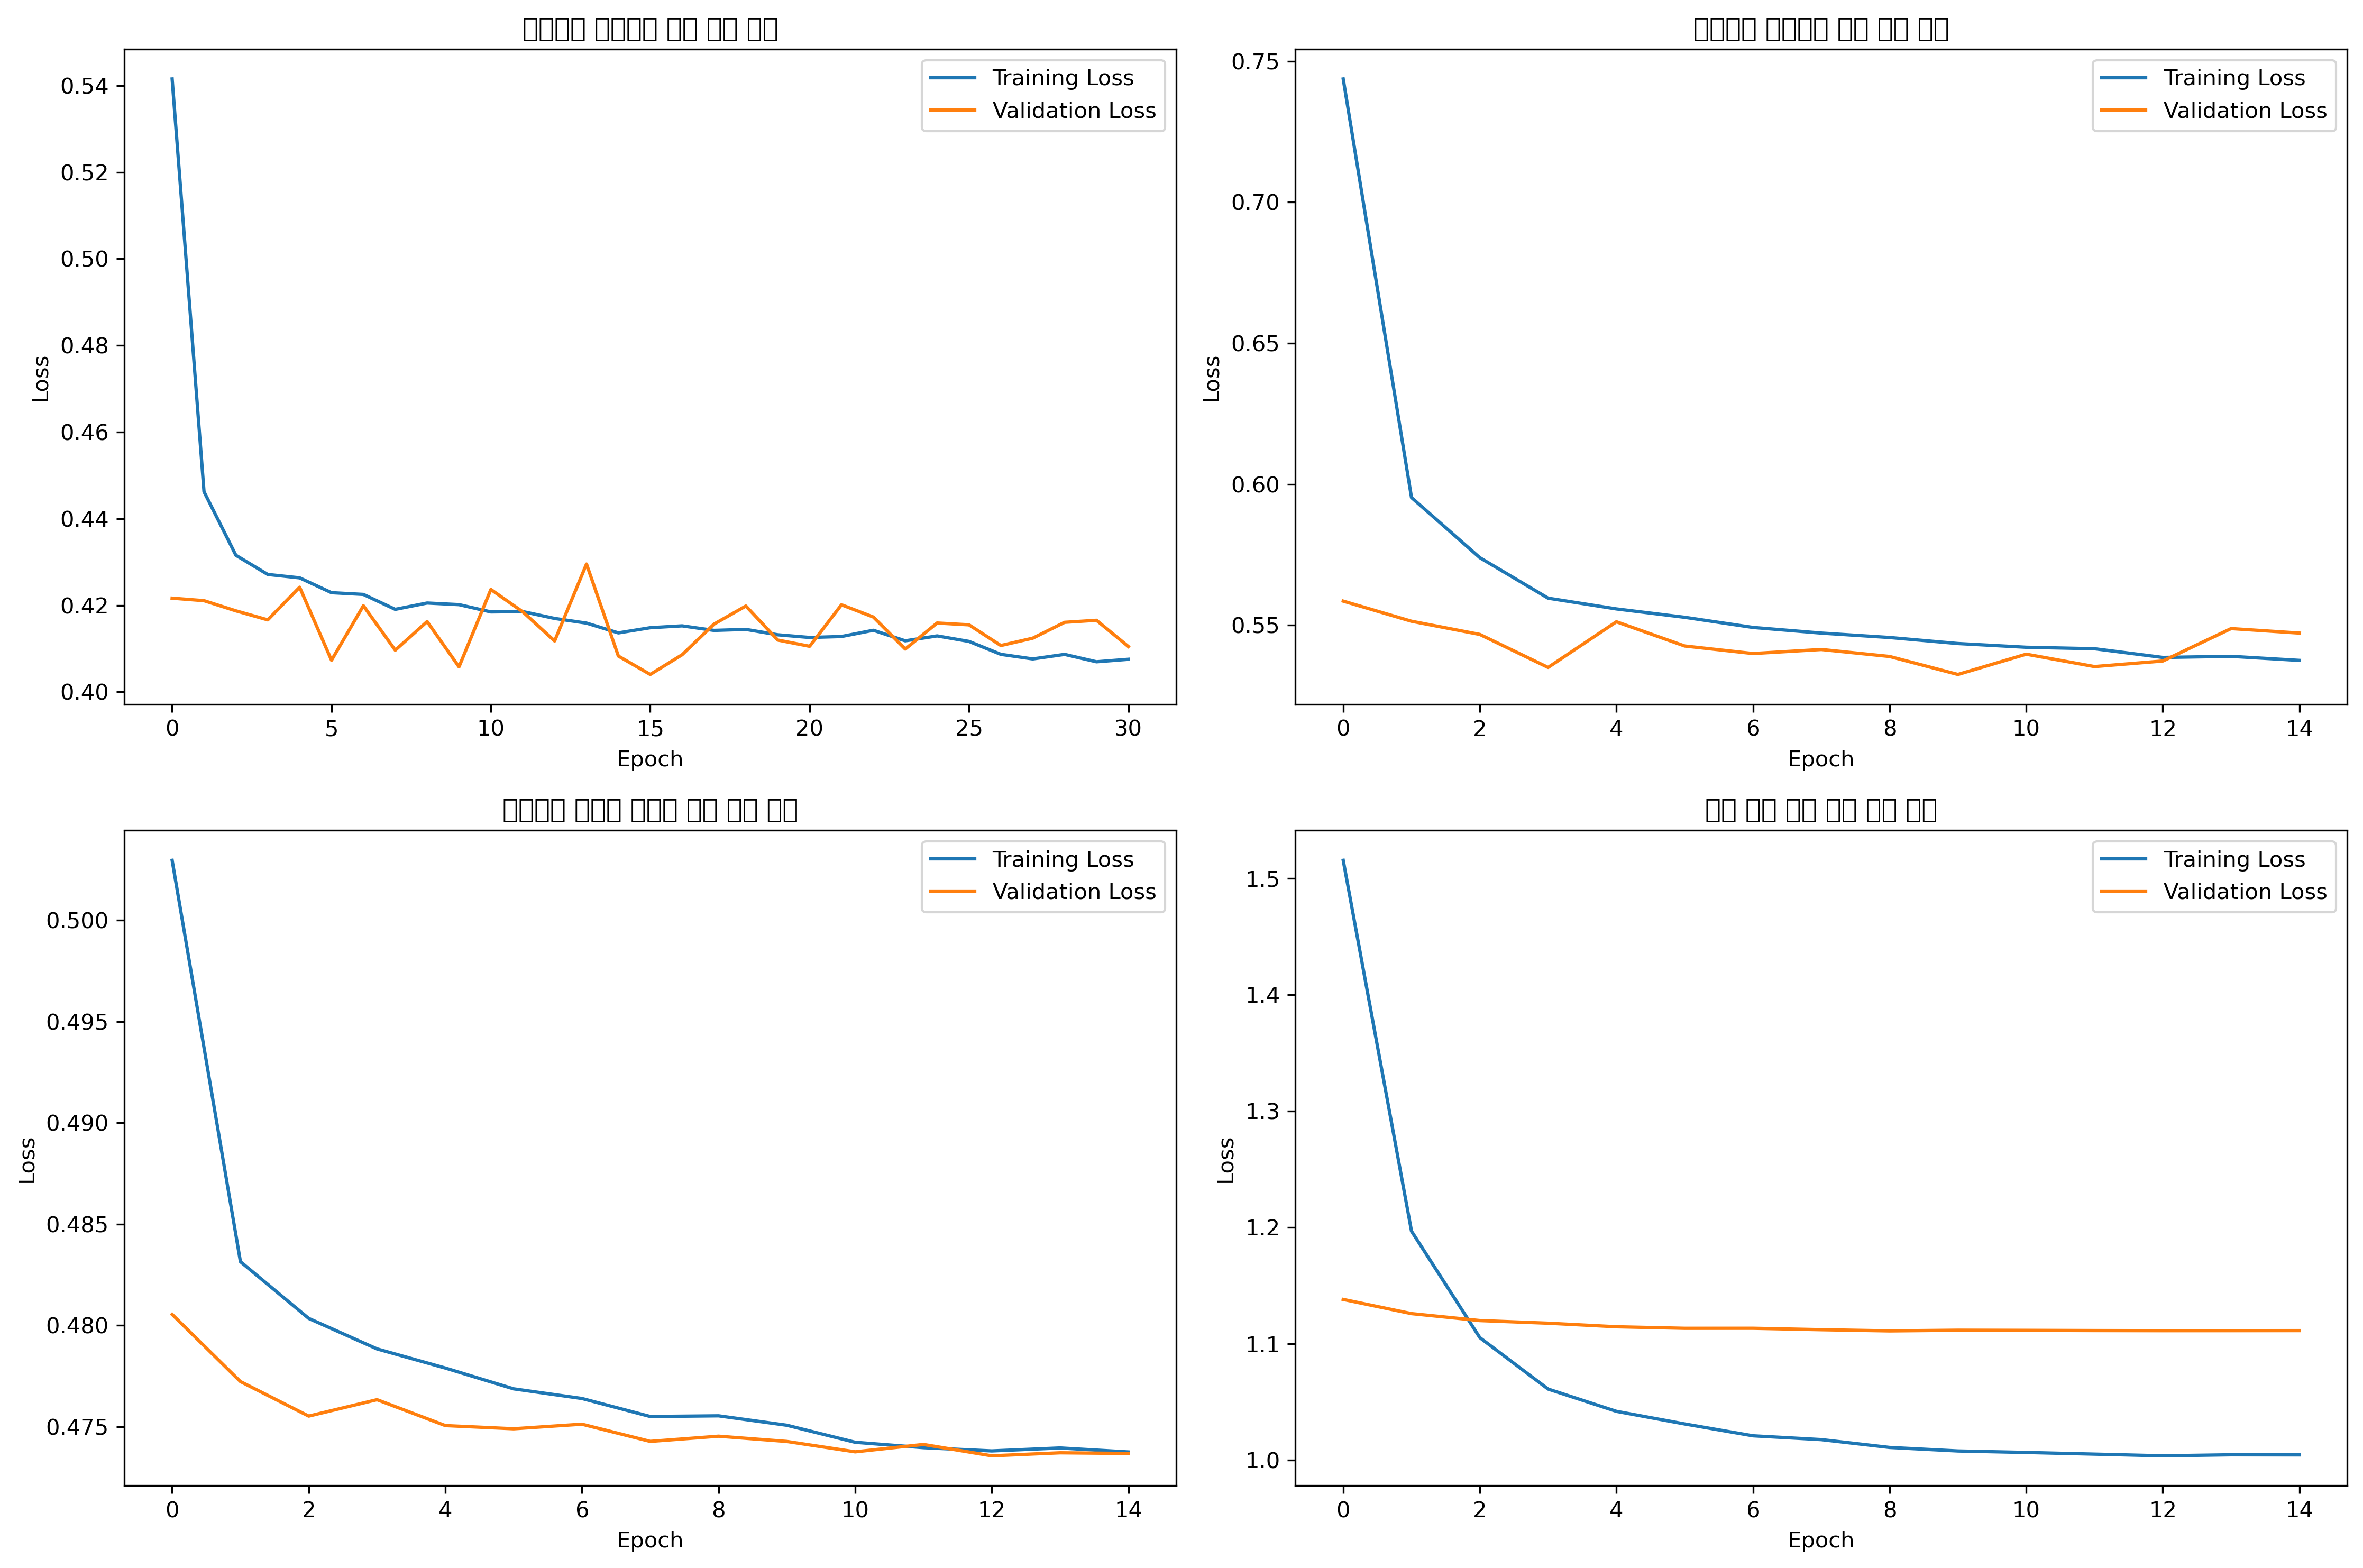 Training Loss
Validation Loss
0.54
0.52
0.50
0.48
0.46
0.44
0.42
0.40
Loss
0 5 10 15 20 25 30
Epoch
Training Loss
Validation Loss
0.75
0.70
0.65
0.60
0.55
Loss
0 2 4 6 8 10 12 14
Epoch
Training Loss
Validation Loss
0.500
0.495
0.490
0.485
0.480
0.475
Loss
0 2 4 6 8 10 12 14
Epoch
Training Loss
Validation Loss
1.5
1.4
1.3
1.2
1.1
1.0
Loss
0 2 4 6 8 10 12 14
Epoch